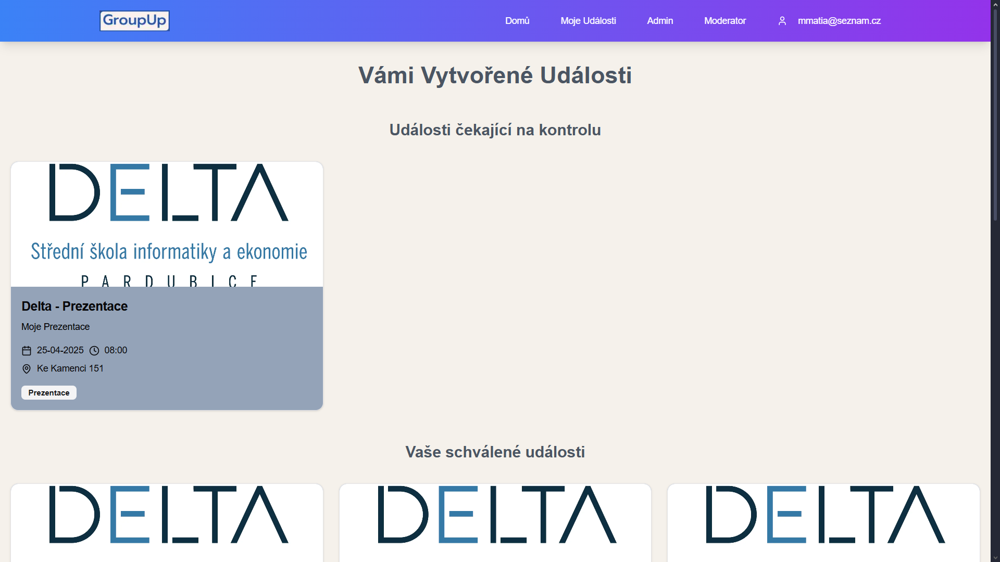 GroupUp
Domů
Moje Události
Admin
Moderator
mmatia@seznam.cz
Vámi Vytvořené Události
Události čekající na kontrolu
DELTA
Střední škola informatiky a ekonomie
PARDUBICE
Delta - Prezentace
Moje Prezentace
25-04-2025 08:00
Ke Kamenci 151
Prezentace
Vaše schválené události
DELTA
DELTA
DELTA